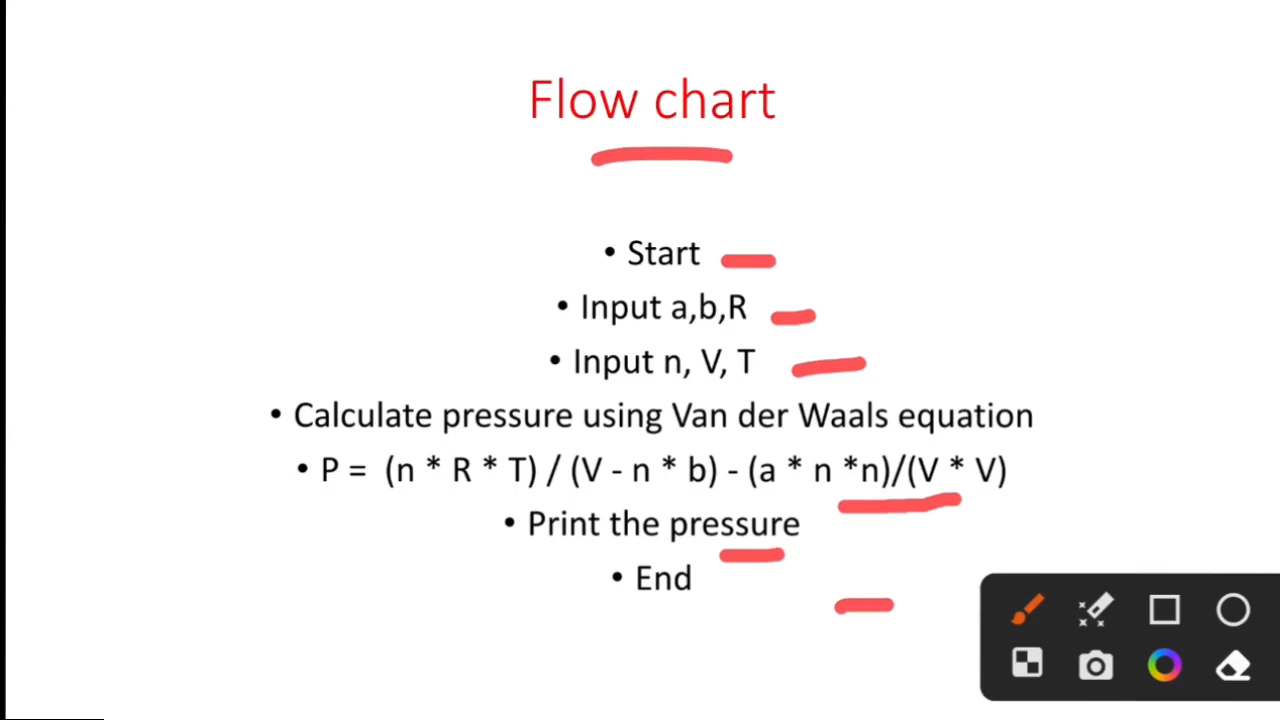 Flow chart
• Start
• Input a,b,R
• Input n, V, T
• Calculate pressure using Van der Waals equation
• P =  (n * R * T) / (V - n * b) - (a * n *n)/(V * V)
• Print the pressure
• End